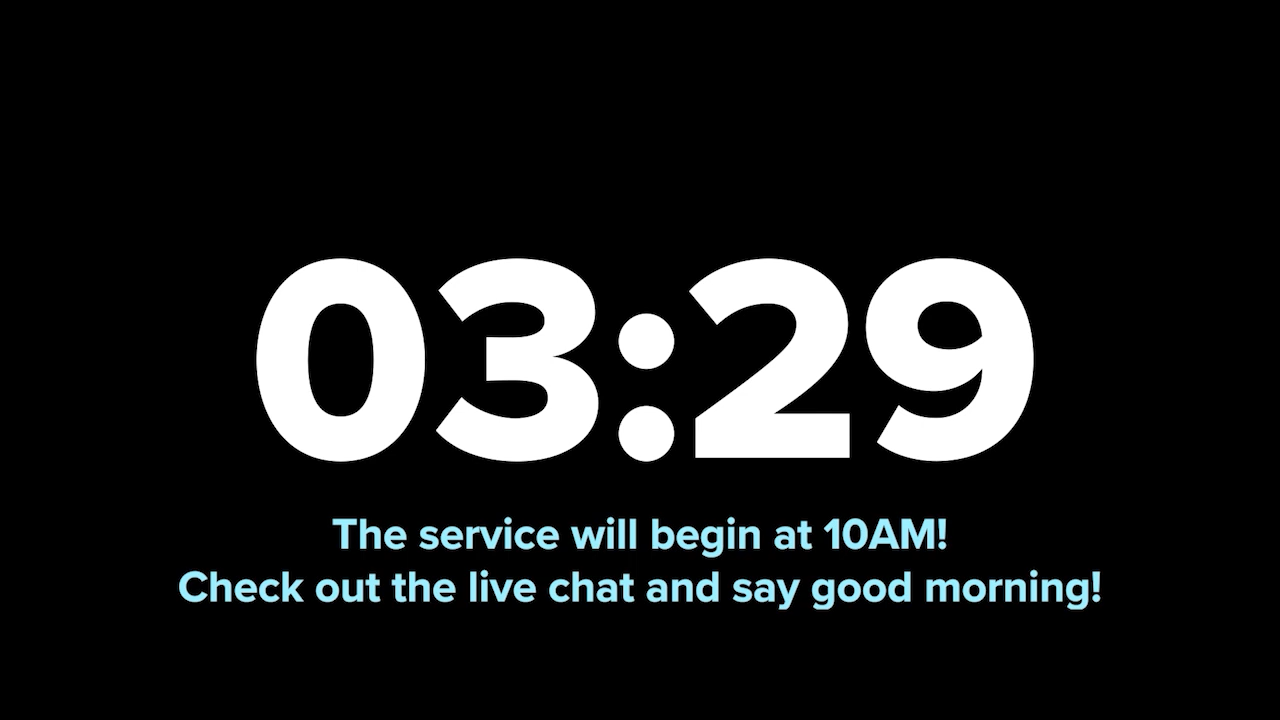 03:29
The service will begin at 10AM!
Check out the live chat and say good morning!